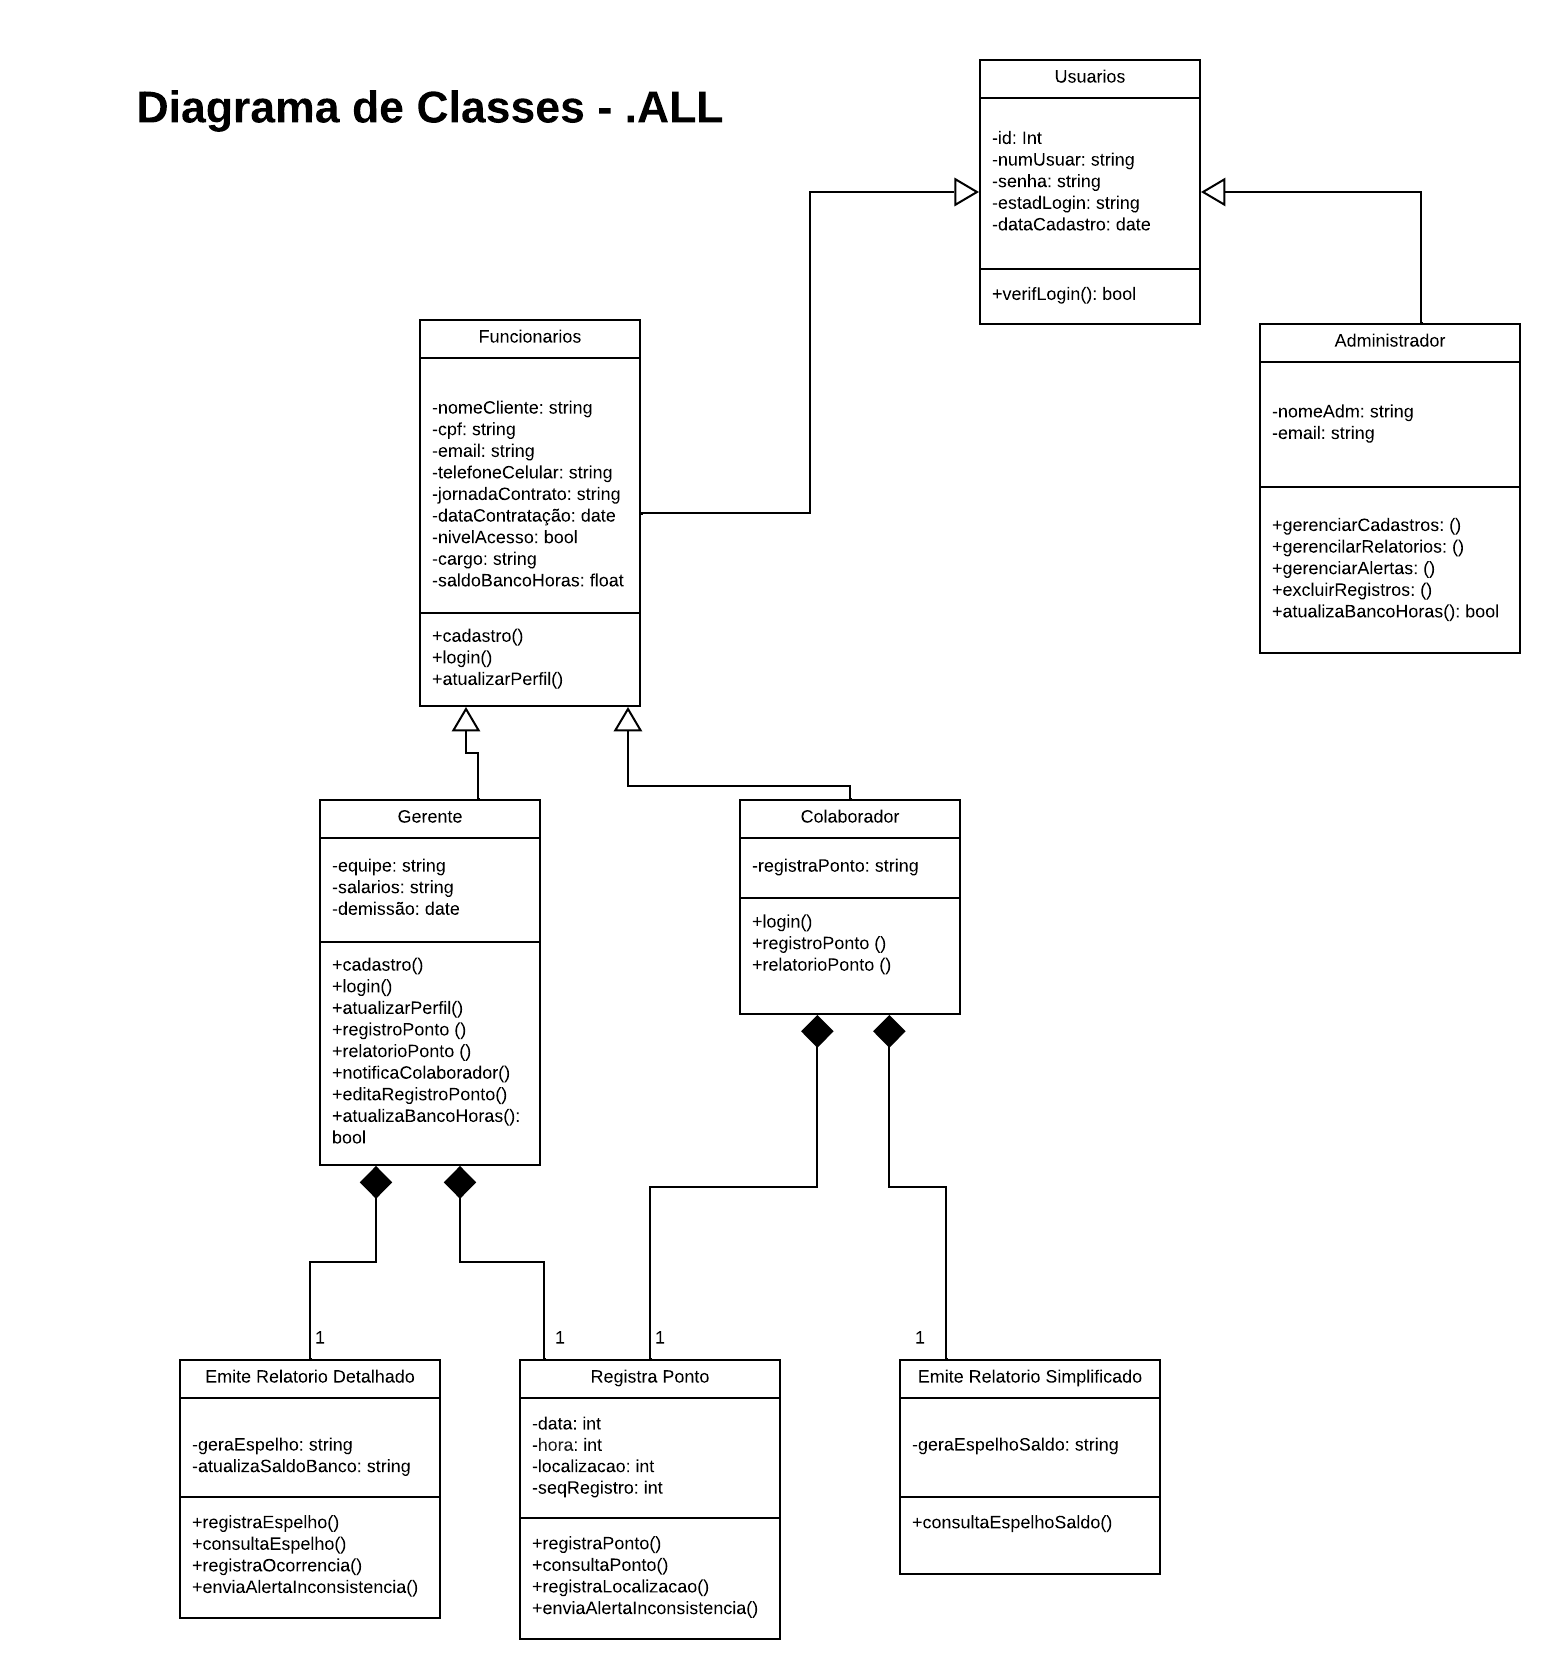 Diagrama de Classes - .ALL
Usuarios
-id: Int
-numUsuar: string
-senha: string
-estadLogin: string
-dataCadastro: date
+verifLogin(): bool
Funcionarios
-nomeCliente: string
-cpf: string
-email: string
-telefoneCelular: string
-jornadaContrato: string
-dataContratação: date
-nivelAcesso: bool
-cargo: string
-saldoBancoHoras: float
+cadastro()
+login()
+atualizarPerfil()
Administrador
-nomeAdm: string
-email: string
+gerenciarCadastros: ()
+gerencilarRelatorios: ()
+gerenciarAlertas: ()
+excluirRegistros: ()
+atualizaBancoHoras(): bool
Gerente
-equipe: string
-salarios: string
-demissão: date
+cadastro()
+login()
+atualizarPerfil()
+registroPonto ()
+relatorioPonto ()
+notificaColaborador()
+editaRegistroPonto()
+atualizaBancoHoras():
bool
Colaborador
-registraPonto: string
+login()
+registroPonto ()
+relatorioPonto ()
1
1
1
1
Emite Relatorio Detalhado
-geraEspelho: string
-atualizaSaldoBanco: string
+registraEspelho()
+consultaEspelho()
+registraOcorrencia()
+enviaAlertaInconsistencia()
Registra Ponto
-data: int
-hora: int
-localizacao: int
-seqRegistro: int
+registraPonto()
+consultaPonto()
+registraLocalizacao()
+enviaAlertaInconsistencia()
Emite Relatorio Simplificado
-geraEspelhoSaldo: string
+consultaEspelhoSaldo()